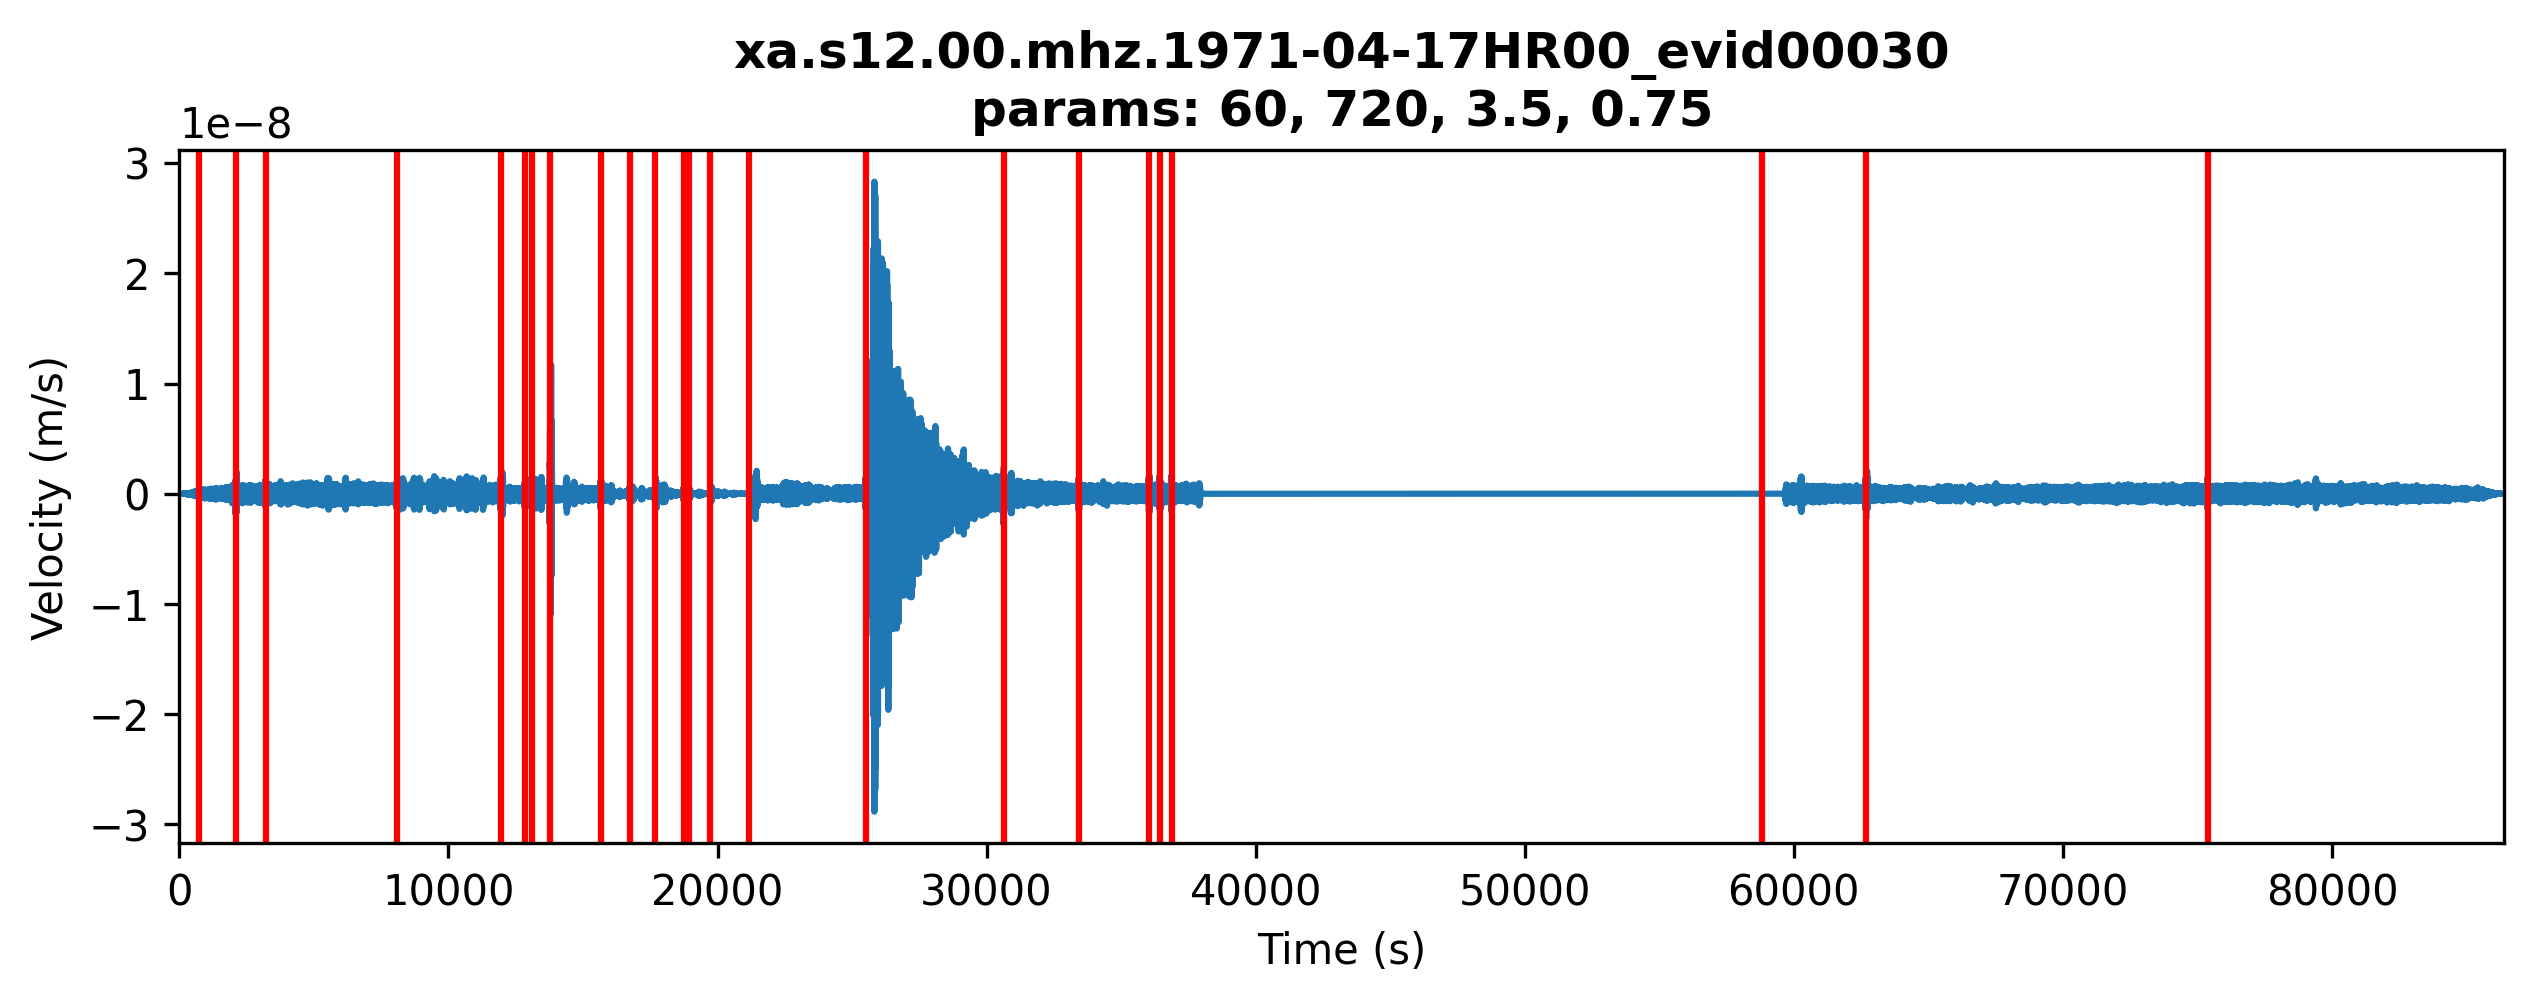 xa.s12.00.mhz.1971-04-17HR00_evid00030
params: 60, 720, 3.5, 0.75
1e−8
3
2
1
0
−1
−2
−3
Velocity (m/s)
0 10000 20000 30000 40000 50000 60000 70000 80000
Time (s)